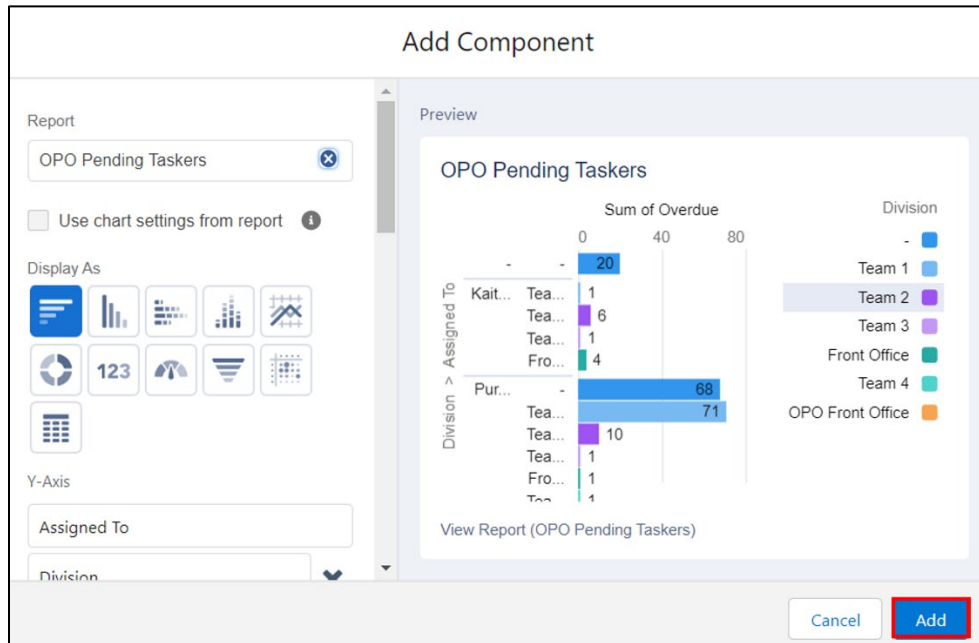 Add Component
Report
OPO Pending Taskers
Use chart settings from report
Display As
123
Y-Axis
Assigned To
Division
Preview
OPO Pending Taskers
Sum of Overdue
0 40 80
Division > Assigned To
- - 20
Kait... Tea... 1
Tea... 6
Tea... 1
Fro... 4
Pur... - 68
Tea... 71
Tea... 10
Tea... 1
Fro... 1
Tea... 1
Division
-
Team 1
Team 2
Team 3
Front Office
Team 4
OPO Front Office
View Report (OPO Pending Taskers)
Cancel Add